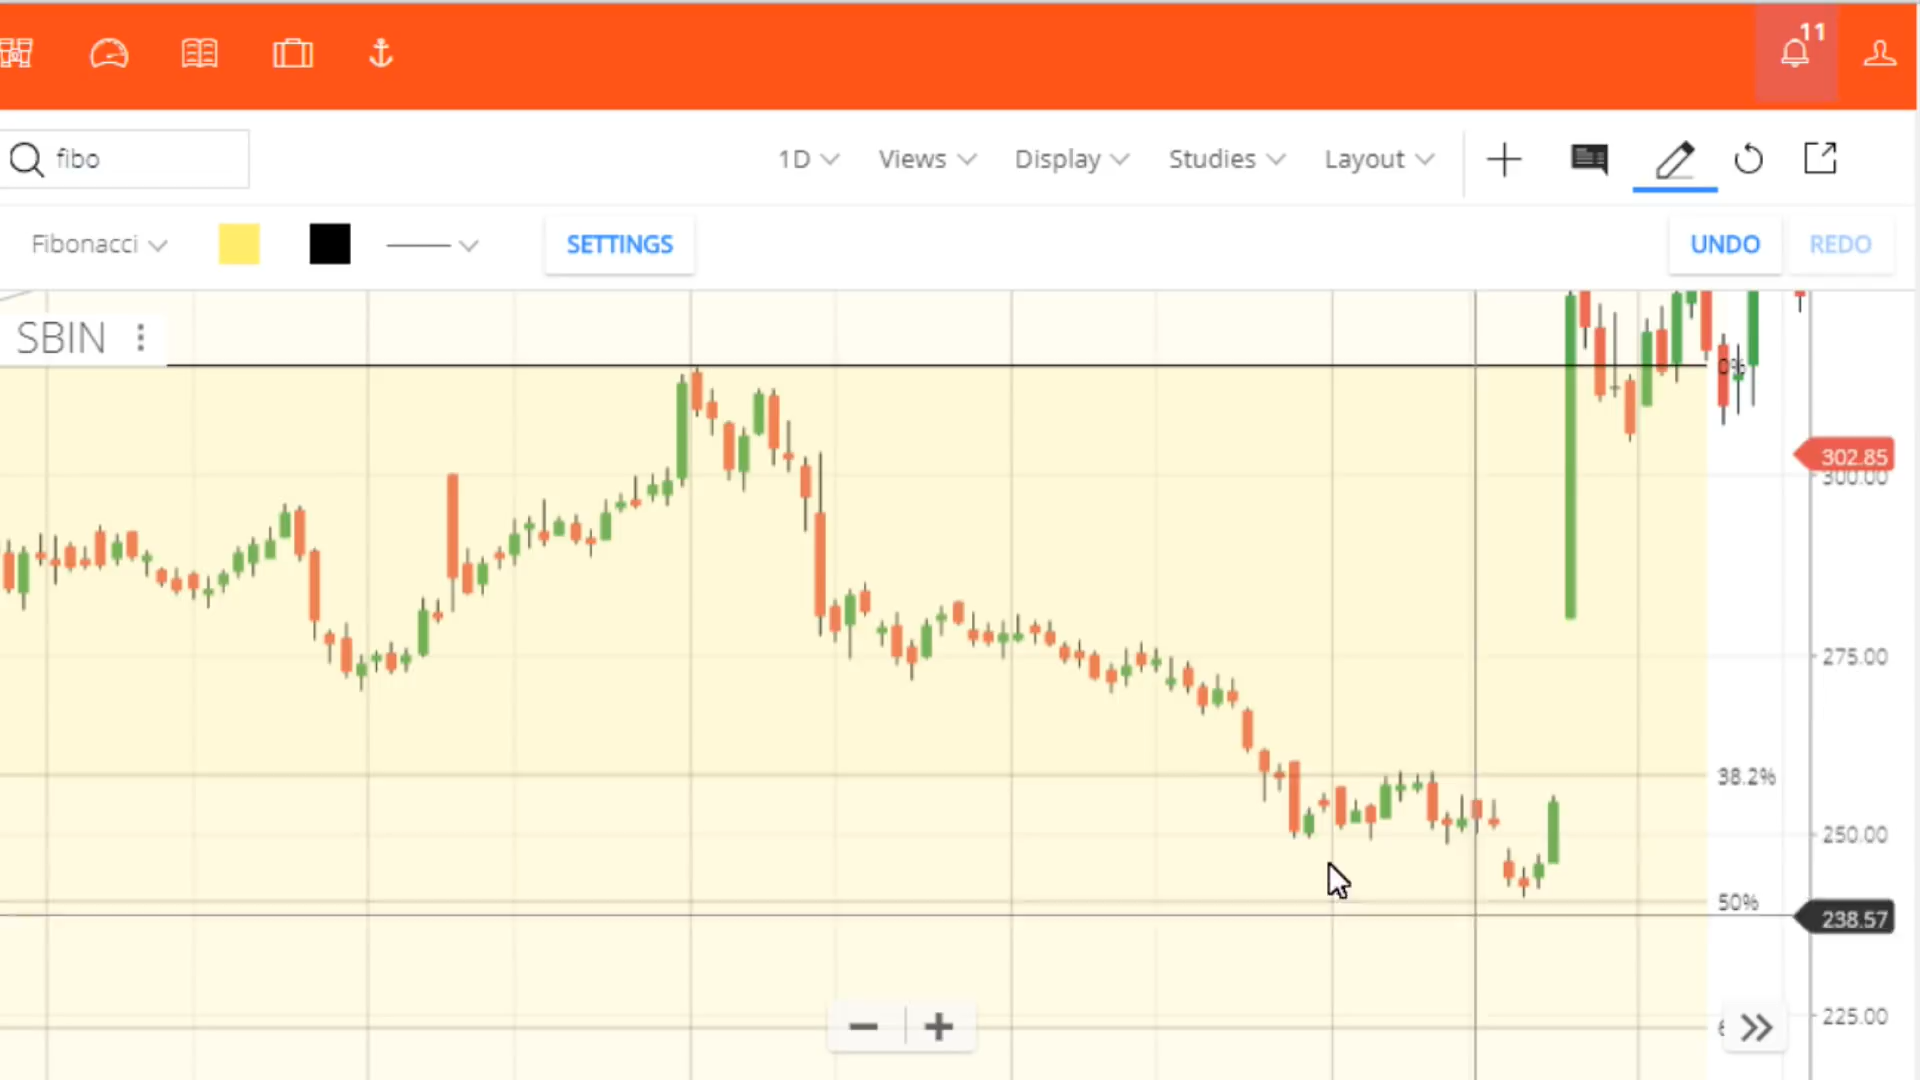 11
fibo
1D Views Display Studies Layout
Fibonacci SETTINGS UNDO REDO
SBIN
0%
302.85
300.00
275.00
38.2%
250.00
50%
238.57
225.00